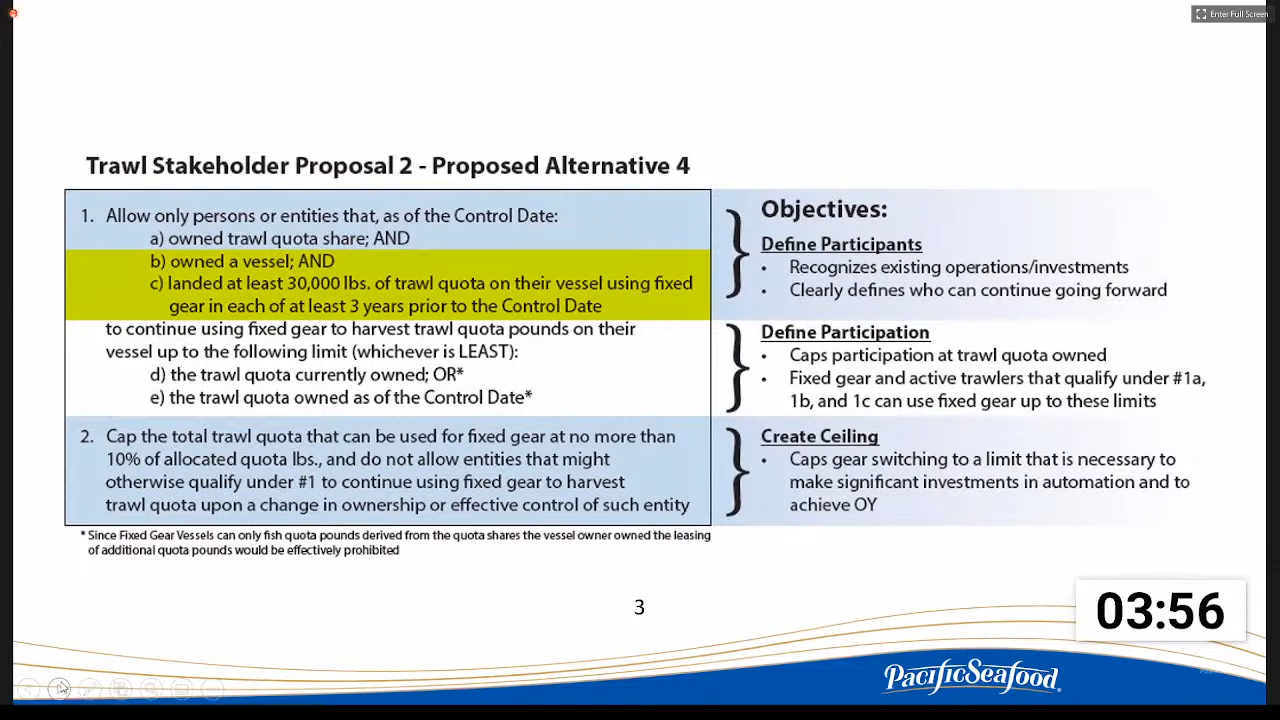 Enter Full Screen
Trawl Stakeholder Proposal 2 - Proposed Alternative 4
1. Allow only persons or entities that, as of the Control Date:
a) owned trawl quota share; AND
b) owned a vessel; AND
c) landed at least 30,000 lbs. of trawl quota on their vessel using fixed
gear in each of at least 3 years prior to the Control Date
to continue using fixed gear to harvest trawl quota pounds on their
vessel up to the following limit (whichever is LEAST):
d) the trawl quota currently owned; OR*
e) the trawl quota owned as of the Control Date*
2. Cap the total trawl quota that can be used for fixed gear at no more than
10% of allocated quota lbs., and do not allow entities that might
otherwise qualify under #1 to continue using fixed gear to harvest
trawl quota upon a change in ownership or effective control of such entity
* Since Fixed Gear Vessels can only fish quota pounds derived from the quota shares the vessel owner owned the leasing
of additional quota pounds would be effectively prohibited
Objectives:
Define Participants
• Recognizes existing operations/investments
• Clearly defines who can continue going forward
Define Participation
• Caps participation at trawl quota owned
• Fixed gear and active trawlers that qualify under #1a,
1b, and 1c can use fixed gear up to these limits
Create Ceiling
• Caps gear switching to a limit that is necessary to
make significant investments in automation and to
achieve OY
3
03:56
Pacific Seafood